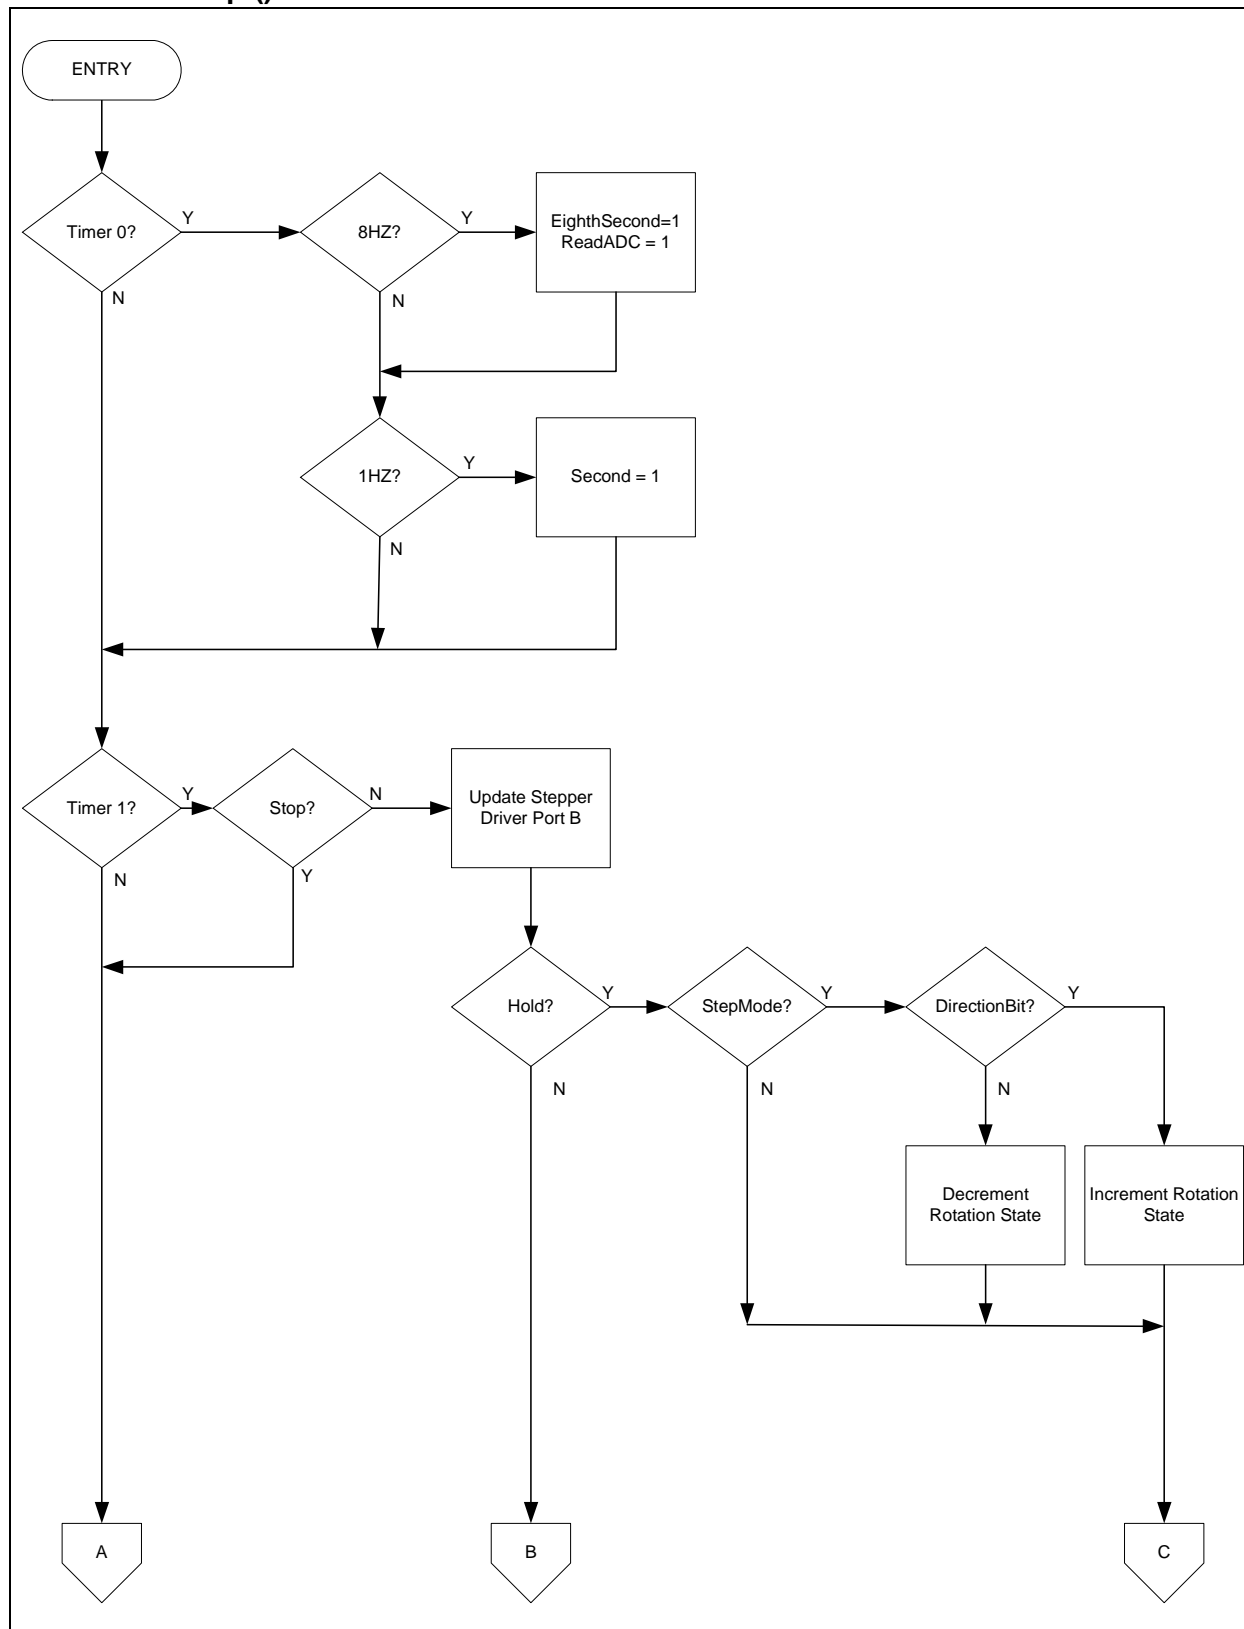 ENTRY
Timer 0?
Y
8HZ?
Y
EighthSecond=1
ReadADC = 1
N
N
1HZ?
Y
Second = 1
N
Timer 1?
Y
Stop?
N
Update Stepper
Driver Port B
N
Y
Hold?
Y
StepMode?
Y
DirectionBit?
Y
N
N
N
Decrement
Rotation State
Increment Rotation
State
A
B
C